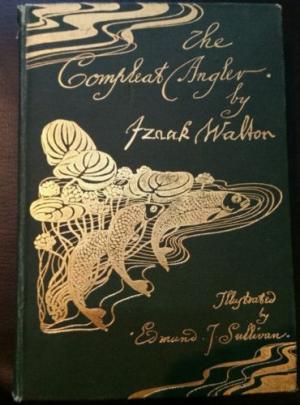 the
Compleat Angler.
by
Izaak Walton
Illustrated
by
Edmund J Sullivan.